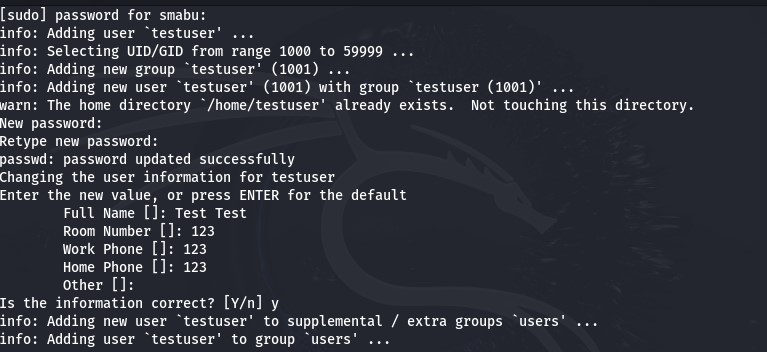 [sudo] password for smabu:
info: Adding user `testuser' ...
info: Selecting UID/GID from range 1000 to 59999 ...
info: Adding new group `testuser' (1001) ...
info: Adding new user `testuser' (1001) with group `testuser (1001)' ...
warn: The home directory `/home/testuser' already exists.  Not touching this directory.
New password:
Retype new password:
passwd: password updated successfully
Changing the user information for testuser
Enter the new value, or press ENTER for the default
        Full Name []: Test Test
        Room Number []: 123
        Work Phone []: 123
        Home Phone []: 123
        Other []:
Is the information correct? [Y/n] y
info: Adding new user `testuser' to supplemental / extra groups `users' ...
info: Adding user `testuser' to group `users' ...